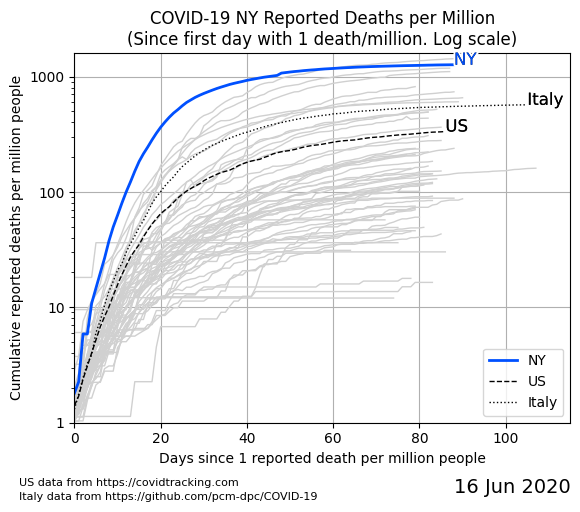 COVID-19 NY Reported Deaths per Million
(Since first day with 1 death/million. Log scale)
Cumulative reported deaths per million people
1000
100
10
1
NY
Italy
US
NY
US
Italy
0 20 40 60 80 100
Days since 1 reported death per million people
US data from https://covidtracking.com
Italy data from https://github.com/pcm-dpc/COVID-19
16 Jun 2020